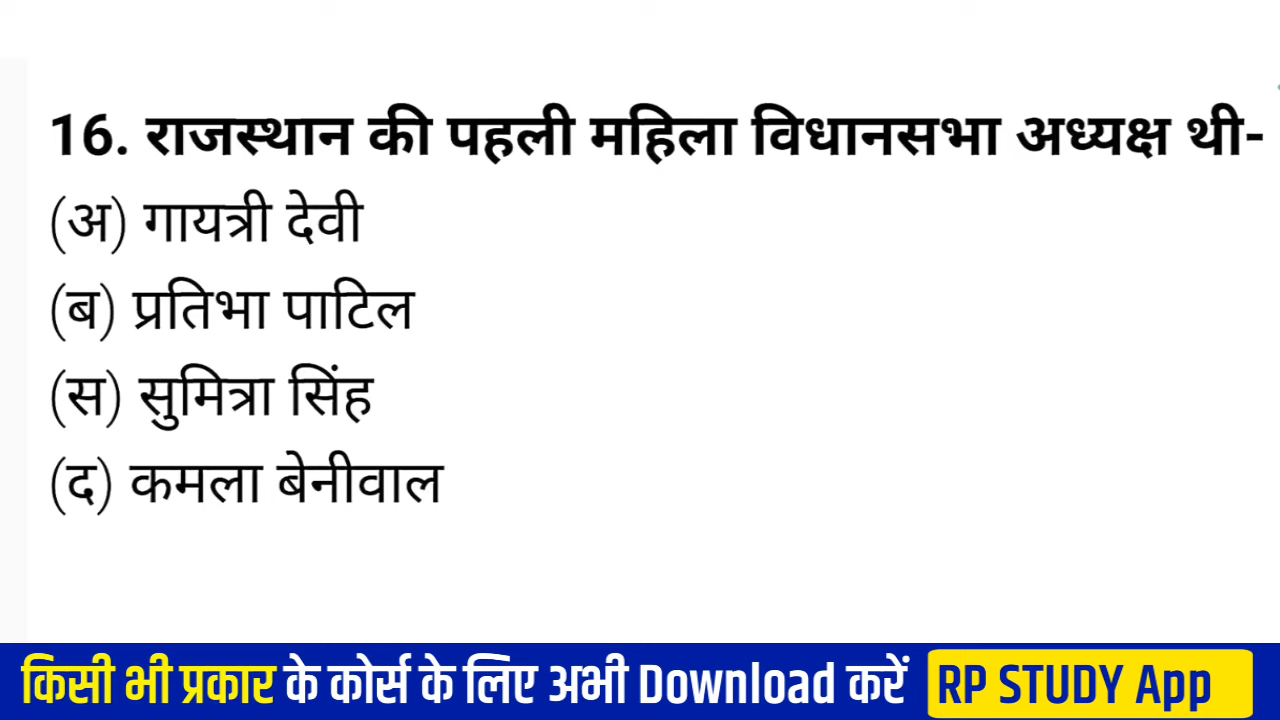 16. राजस्थान की पहली महिला विधानसभा अध्यक्ष थी-
(अ) गायत्री देवी
(ब) प्रतिभा पाटिल
(स) सुमित्रा सिंह
(द) कमला बेनीवाल
किसी भी प्रकार के कोर्स के लिए अभी Download करें RP STUDY App